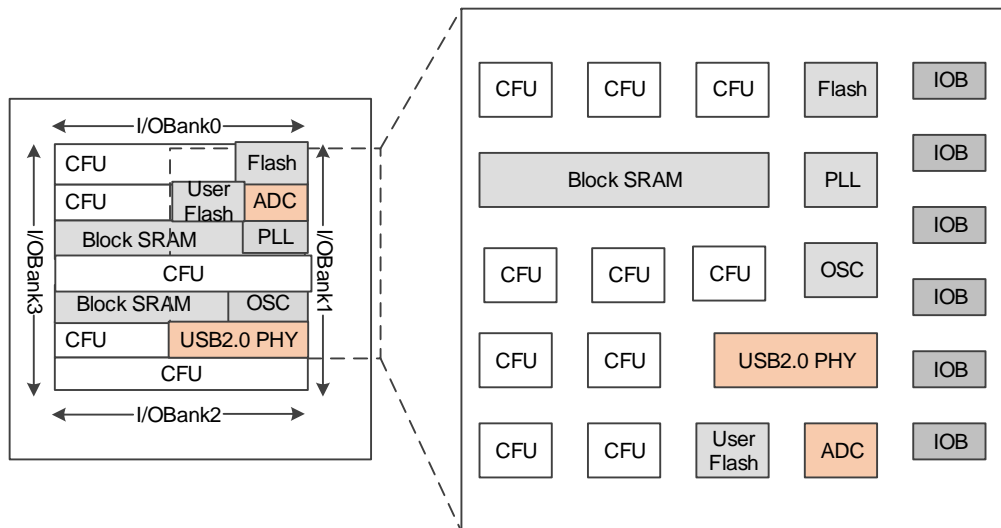 I/OBank0
CFU
Flash
CFU
User
Flash
ADC
Block SRAM
PLL
CFU
Block SRAM
OSC
CFU
USB2.0 PHY
CFU
I/OBank3
I/OBank1
I/OBank2
CFU
CFU
CFU
Flash
IOB
IOB
Block SRAM
PLL
IOB
CFU
CFU
CFU
OSC
IOB
CFU
CFU
USB2.0 PHY
IOB
CFU
CFU
User
Flash
ADC
IOB